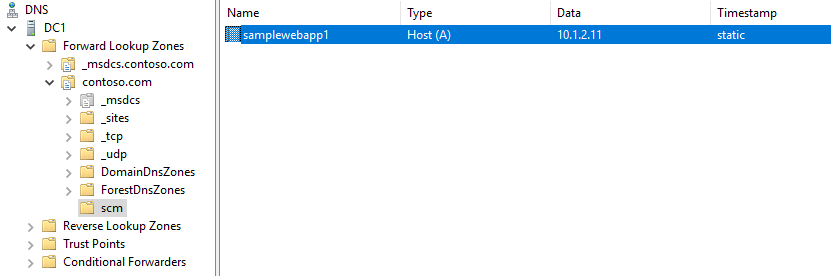 DNS
DC1
Forward Lookup Zones
_msdcs.contoso.com
contoso.com
_msdcs
_sites
_tcp
_udp
DomainDnsZones
ForestDnsZones
scm
Reverse Lookup Zones
Trust Points
Conditional Forwarders
Name Type Data Timestamp
samplewebapp1 Host (A) 10.1.2.11 static